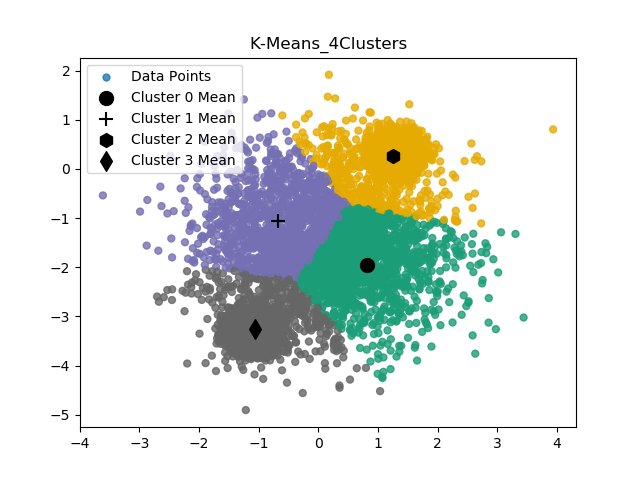 K-Means_4Clusters
Data Points
Cluster 0 Mean
Cluster 1 Mean
Cluster 2 Mean
Cluster 3 Mean
2
1
0
−1
−2
−3
−4
−5
−4 −3 −2 −1 0 1 2 3 4